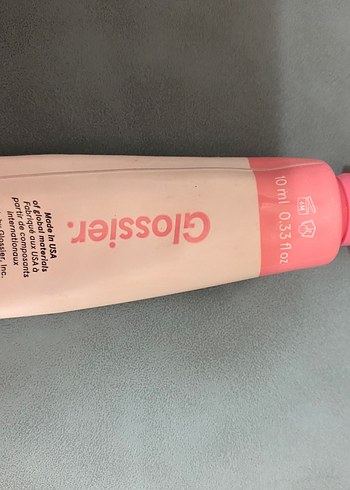 Glossier.
10 ml 0.33 fl oz
Made in USA
of global materials
Fabriqué aux USA à
partir de composants
internationaux
by Glossier, Inc.